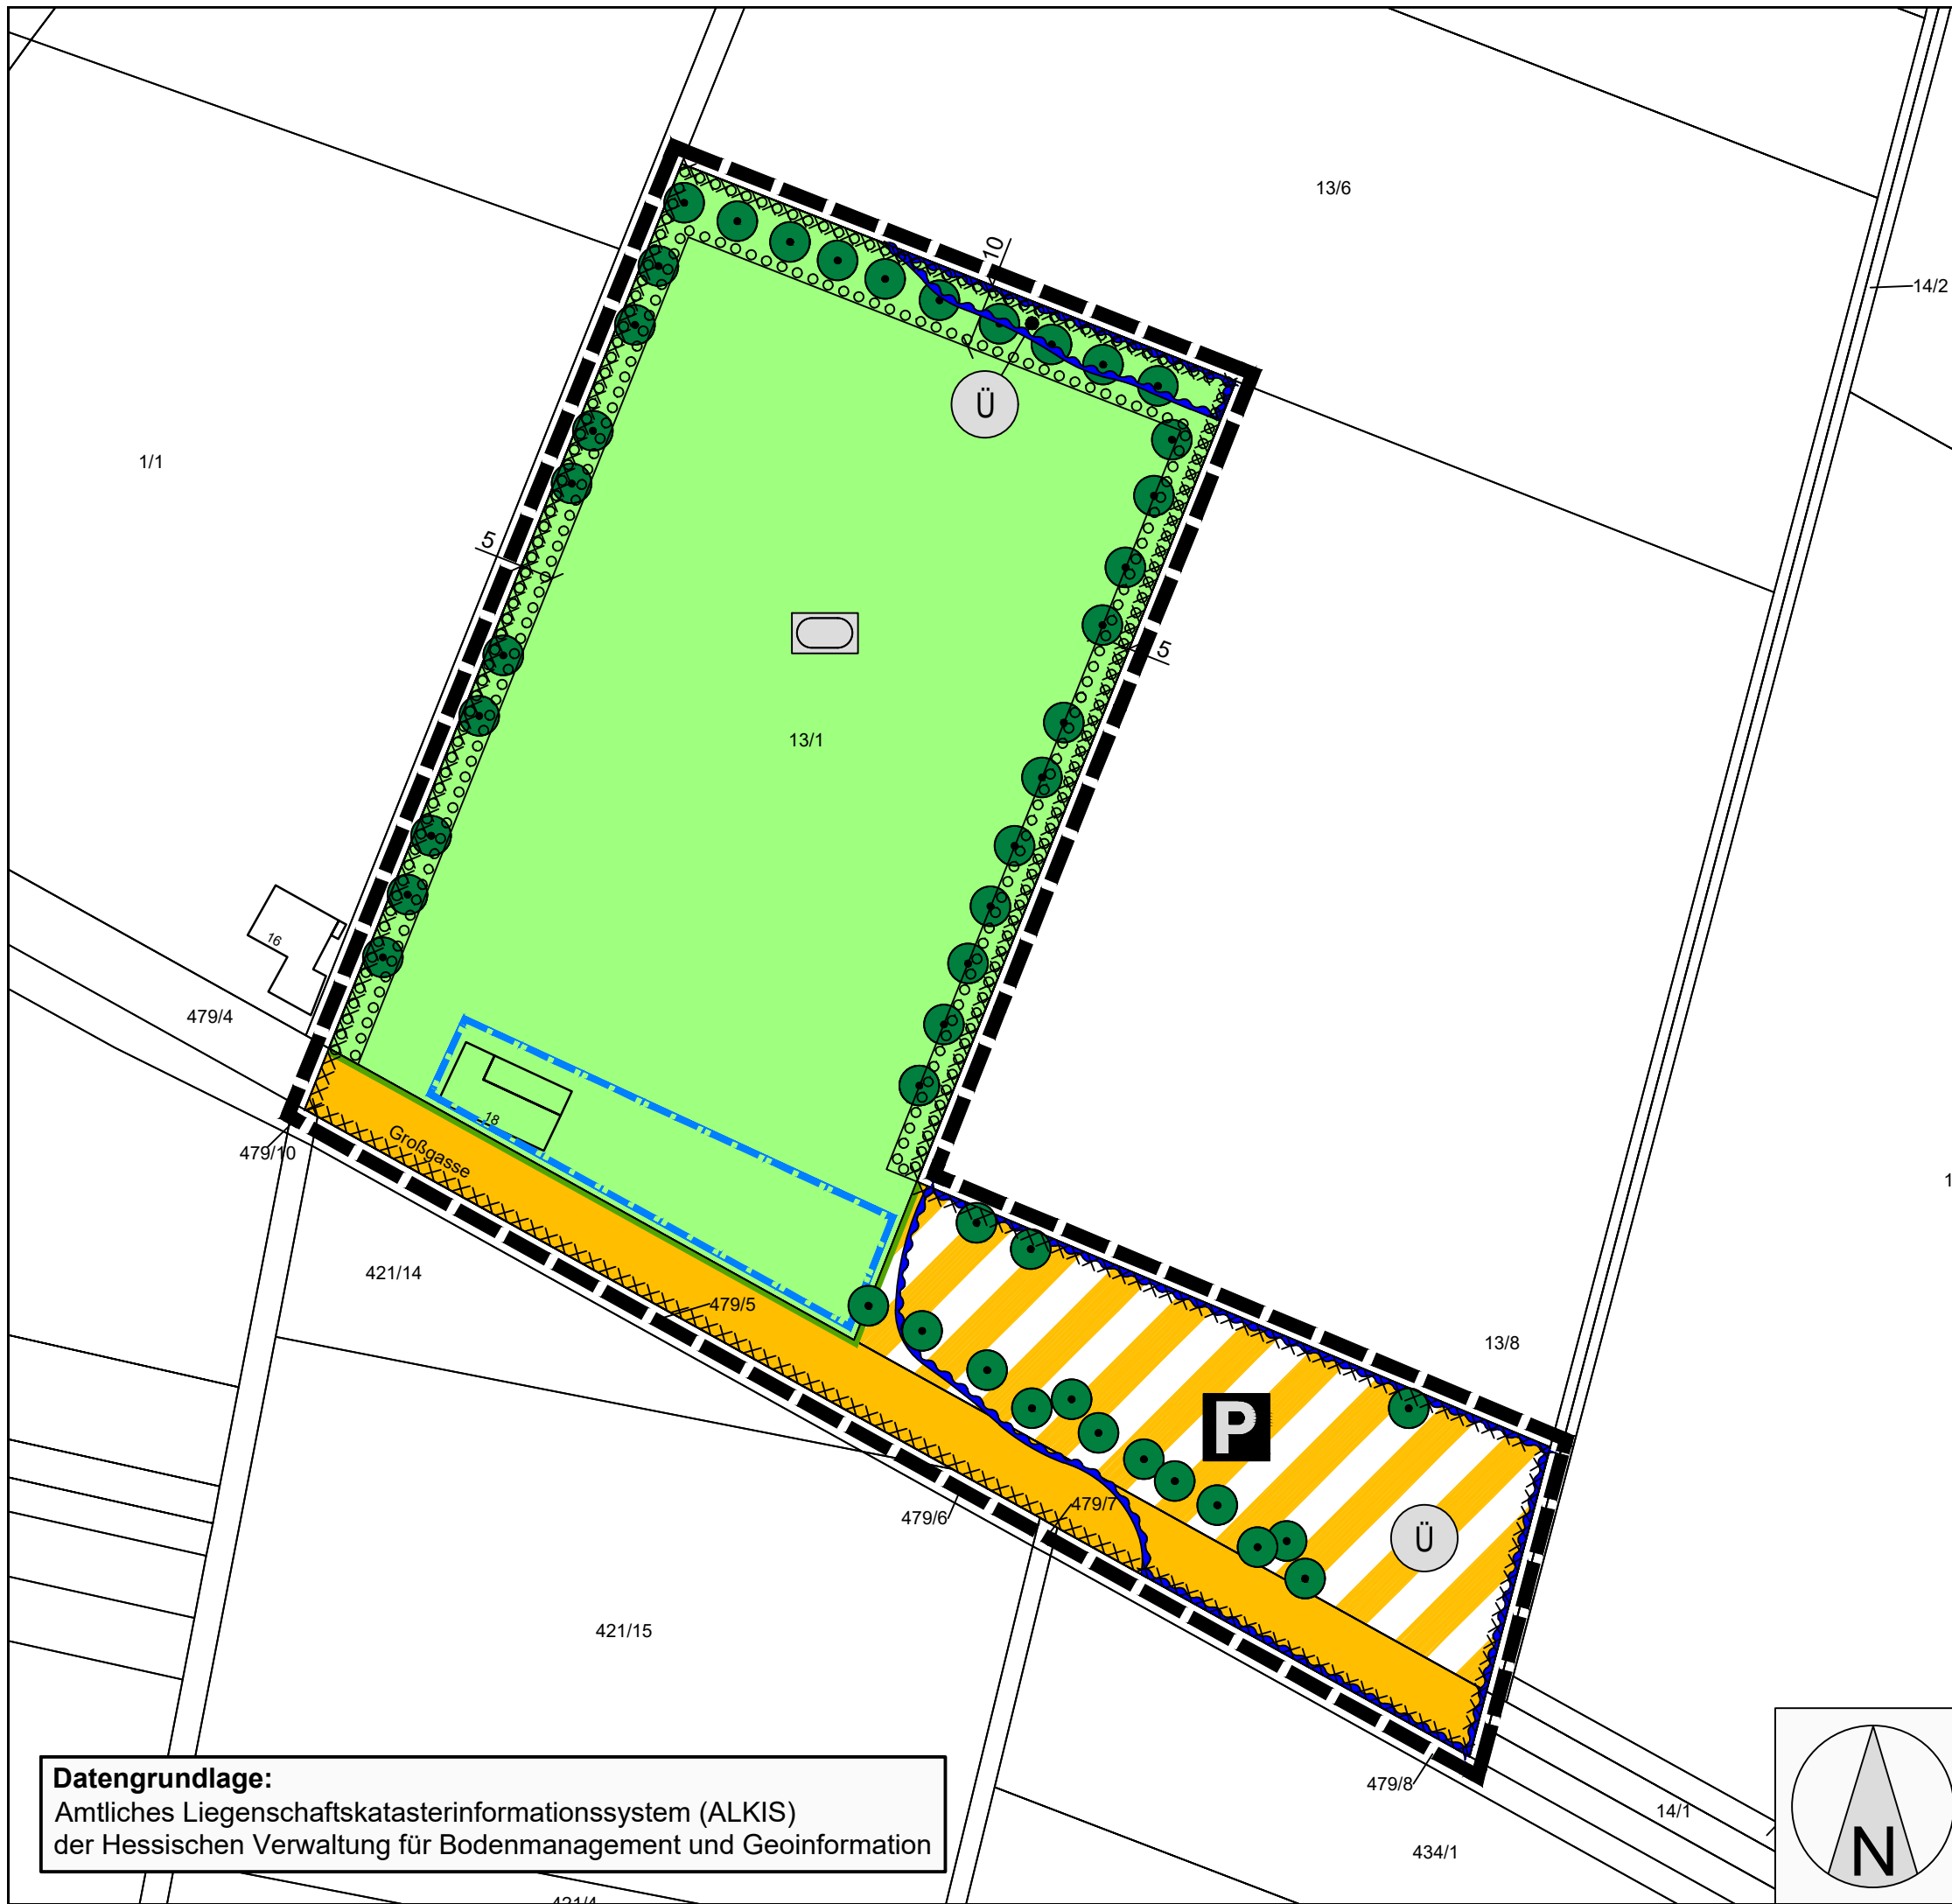 13/6
10
14/2
Ü
1/1
5
5
13/1
16
479/4
18
Großgasse
479/10
421/14
479/5
13/8
P
479/7
479/6
Ü
421/15
479/8
14/1
434/1
N
Datengrundlage:
Amtliches Liegenschaftskatasterinformationssystem (ALKIS)
der Hessischen Verwaltung für Bodenmanagement und Geoinformation